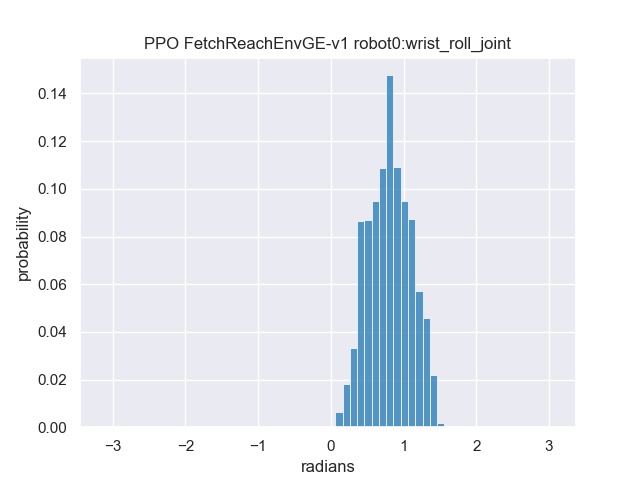 PPO FetchReachEnvGE-v1 robot0:wrist_roll_joint
0.14
0.12
0.10
0.08
0.06
0.04
0.02
0.00
probability
−3 −2 −1 0 1 2 3
radians